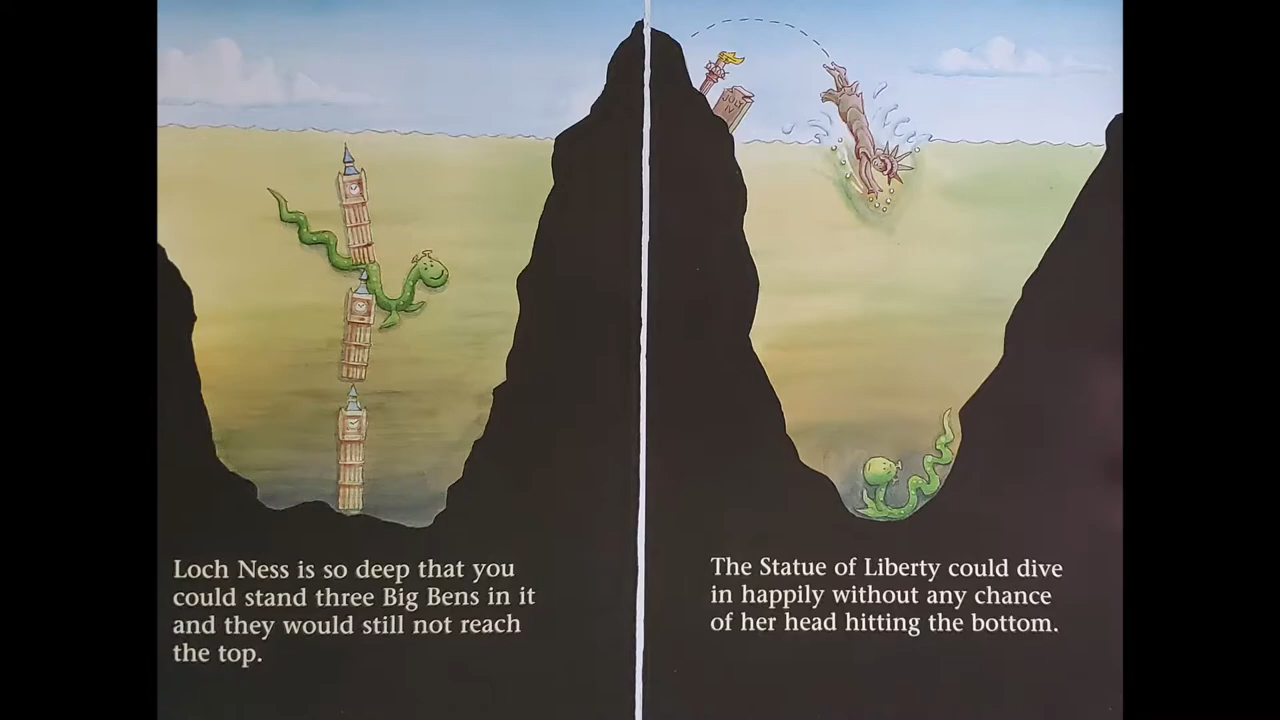 JULY
IV
Loch Ness is so deep that you
could stand three Big Bens in it
and they would still not reach
the top.
The Statue of Liberty could dive
in happily without any chance
of her head hitting the bottom.